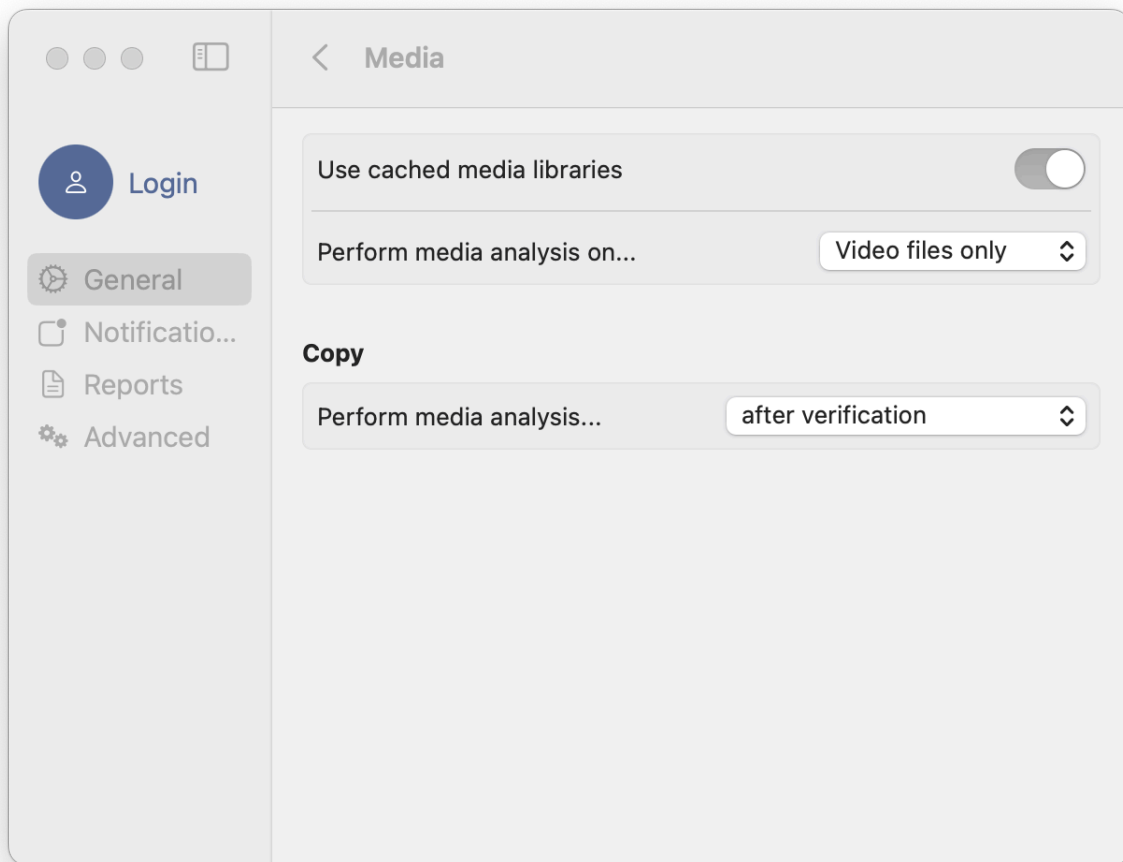 Media
Login
General
Notificatio...
Reports
Advanced
Use cached media libraries
Perform media analysis on...
Video files only
Copy
Perform media analysis...
after verification